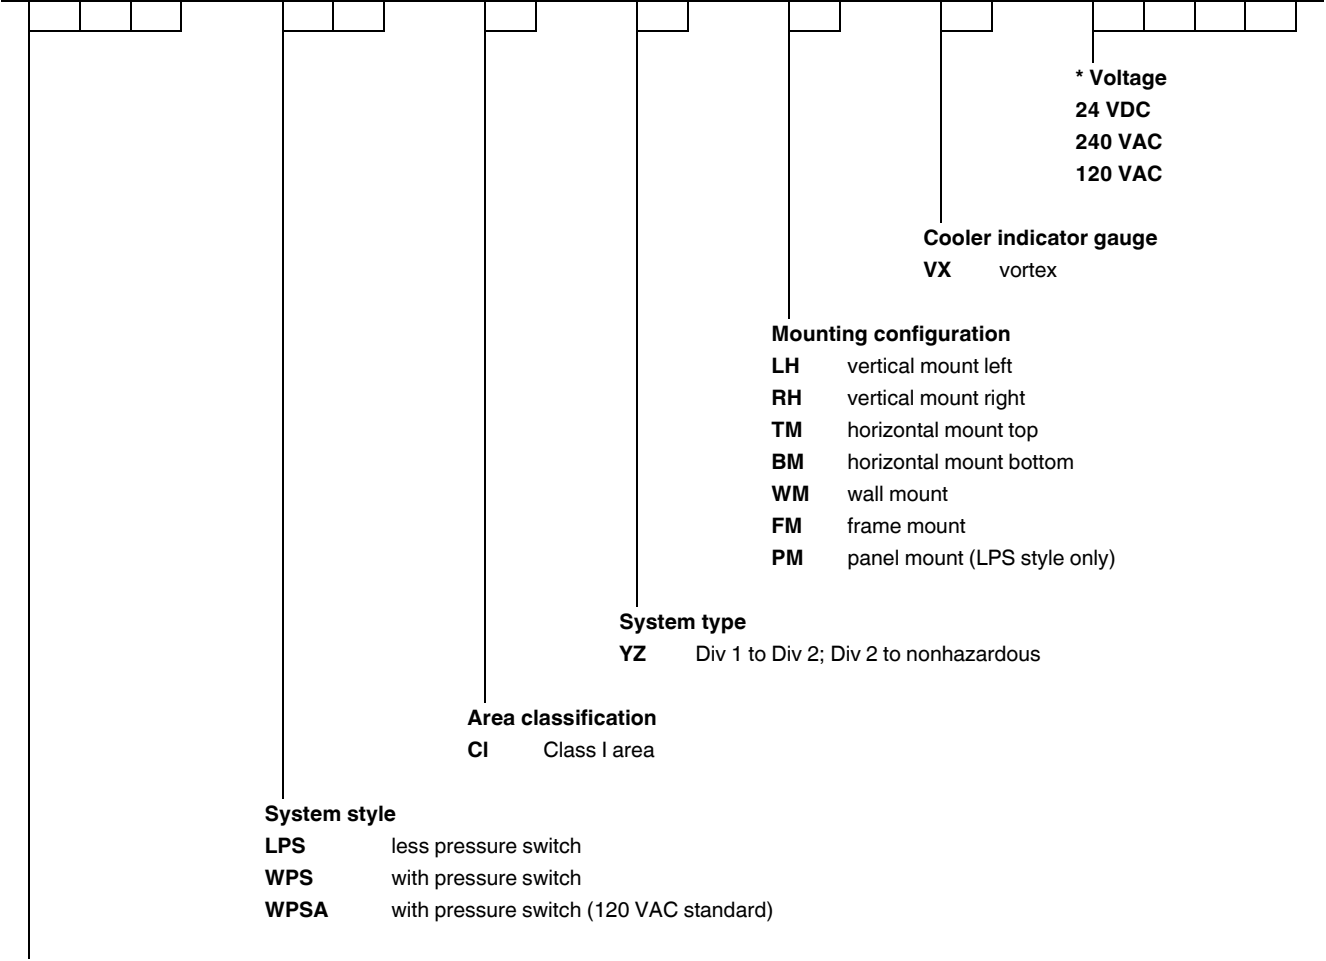 * Voltage
24 VDC
240 VAC
120 VAC
Cooler indicator gauge
VX vortex
Mounting configuration
LH vertical mount left
RH vertical mount right
TM horizontal mount top
BM horizontal mount bottom
WM wall mount
FM frame mount
PM panel mount (LPS style only)
System type
YZ Div 1 to Div 2; Div 2 to nonhazardous
Area classification
CI Class I area
System style
LPS less pressure switch
WPS with pressure switch
WPSA with pressure switch (120 VAC standard)